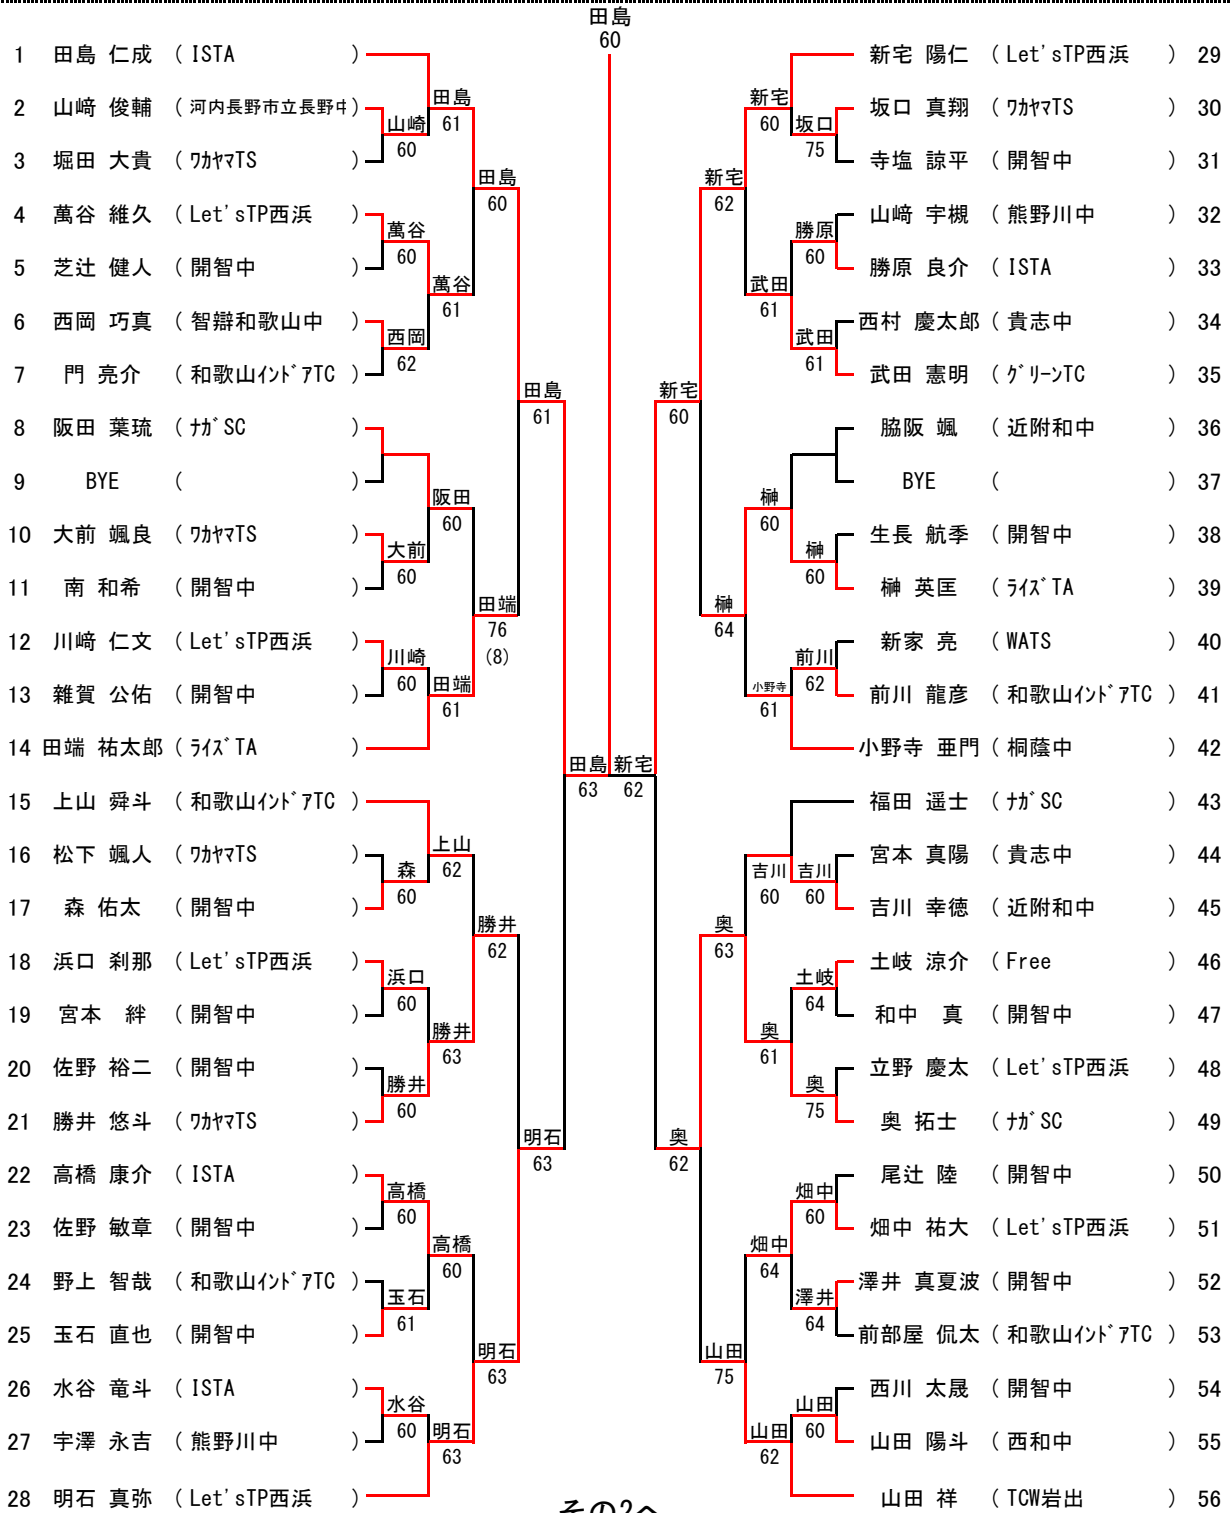 田島
60
1 田島 仁成 ( ISTA )
2 山﨑 俊輔 ( 河内長野市立長野中 )
3 堀田 大貴 ( ﾜｶﾔﾏTS )
4 萬谷 維久 ( Let'sTP西浜 )
5 芝辻 健人 ( 開智中 )
6 西岡 巧真 ( 智辯和歌山中 )
7 門 亮介 ( 和歌山ｲﾝﾄﾞｱTC )
8 阪田 葉琉 ( ﾅｶﾞSC )
9 BYE ( )
10 大前 颯良 ( ﾜｶﾔﾏTS )
11 南 和希 ( 開智中 )
12 川﨑 仁文 ( Let'sTP西浜 )
13 雑賀 公佑 ( 開智中 )
14 田端 祐太郎 ( ﾗｲｽﾞTA )
15 上山 舜斗 ( 和歌山ｲﾝﾄﾞｱTC )
16 松下 颯人 ( ﾜｶﾔﾏTS )
17 森 佑太 ( 開智中 )
18 浜口 刹那 ( Let'sTP西浜 )
19 宮本 絆 ( 開智中 )
20 佐野 裕二 ( 開智中 )
21 勝井 悠斗 ( ﾜｶﾔﾏTS )
22 高橋 康介 ( ISTA )
23 佐野 敏章 ( 開智中 )
24 野上 智哉 ( 和歌山ｲﾝﾄﾞｱTC )
25 玉石 直也 ( 開智中 )
26 水谷 竜斗 ( ISTA )
27 宇澤 永吉 ( 熊野川中 )
28 明石 真弥 ( Let'sTP西浜 )
山崎
60
萬谷
60
西岡
62
大前
60
川崎
60
森
60
浜口
60
勝井
60
高橋
60
玉石
61
水谷
60
田島
61
萬谷
61
阪田
60
田端
61
上山
62
勝井
63
高橋
60
明石
63
田島
60
田端
76
(8)
勝井
62
明石
63
田島
61
明石
63
田島
63
新宅
62
新宅
60
奥
62
新宅
62
榊
64
奥
63
山田
75
新宅
60
武田
61
榊
60
小野寺
61
吉川
60
奥
61
畑中
64
山田
62
坂口
75
勝原
60
武田
61
榊
60
前川
62
吉川
60
土岐
64
奥
75
畑中
60
澤井
64
山田
60
新宅 陽仁 ( Let'sTP西浜 ) 29
坂口 真翔 ( ﾜｶﾔﾏTS ) 30
寺塩 諒平 ( 開智中 ) 31
山﨑 宇槻 ( 熊野川中 ) 32
勝原 良介 ( ISTA ) 33
西村 慶太郎 ( 貴志中 ) 34
武田 憲明 ( ｸﾞﾘｰﾝTC ) 35
脇阪 颯 ( 近附和中 ) 36
BYE ( ) 37
生長 航季 ( 開智中 ) 38
榊 英匡 ( ﾗｲｽﾞTA ) 39
新家 亮 ( WATS ) 40
前川 龍彦 ( 和歌山ｲﾝﾄﾞｱTC ) 41
小野寺 亜門 ( 桐蔭中 ) 42
福田 遥士 ( ﾅｶﾞSC ) 43
宮本 真陽 ( 貴志中 ) 44
吉川 幸徳 ( 近附和中 ) 45
土岐 涼介 ( Free ) 46
和中 真 ( 開智中 ) 47
立野 慶太 ( Let'sTP西浜 ) 48
奥 拓士 ( ﾅｶﾞSC ) 49
尾辻 陸 ( 開智中 ) 50
畑中 祐大 ( Let'sTP西浜 ) 51
澤井 真夏波 ( 開智中 ) 52
前部屋 侃太 ( 和歌山ｲﾝﾄﾞｱTC ) 53
西川 太晟 ( 開智中 ) 54
山田 陽斗 ( 西和中 ) 55
山田 祥 ( TCW岩出 ) 56
その2へ